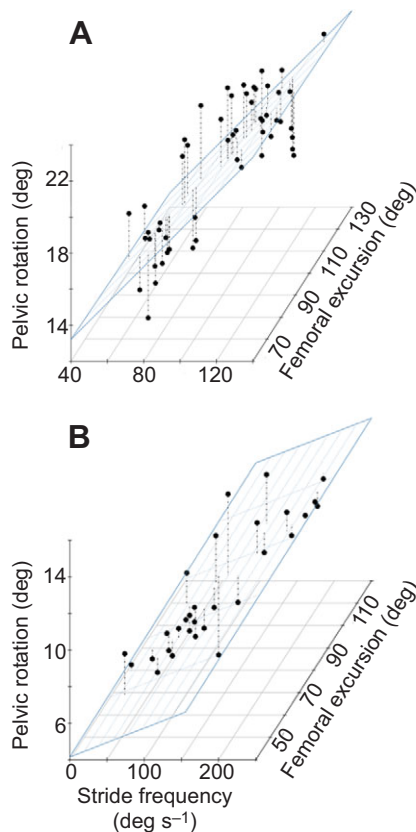 A
Pelvic rotation (deg)
22
18
14
40
80
120
70
90
110
130
Femoral excursion (deg)
B
Pelvic rotation (deg)
14
10
6
0
100
200
50
70
90
110
Femoral excursion (deg)
Stride frequency
(deg s–1)